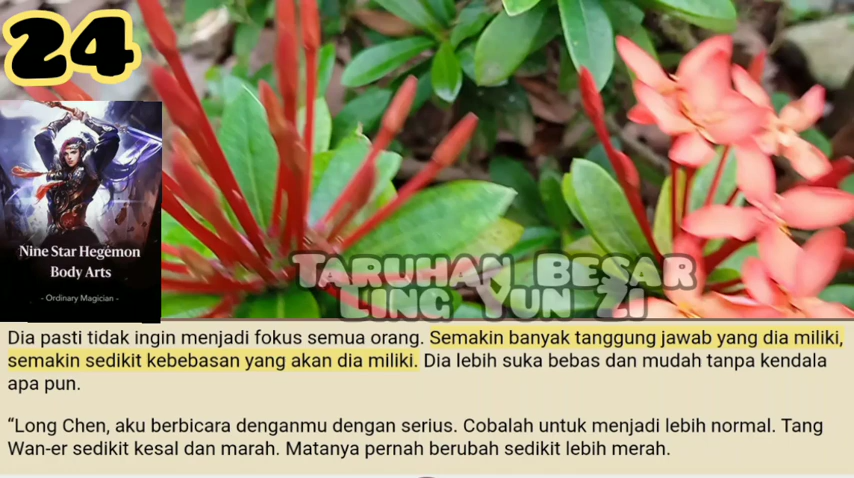 24
Nine Star Hegemon
Body Arts
- Ordinary Magician -
TARUHAN BESAR
LING YUN ZI
Dia pasti tidak ingin menjadi fokus semua orang. Semakin banyak tanggung jawab yang dia miliki,
semakin sedikit kebebasan yang akan dia miliki. Dia lebih suka bebas dan mudah tanpa kendala
apa pun.
“Long Chen, aku berbicara denganmu dengan serius. Cobalah untuk menjadi lebih normal. Tang
Wan-er sedikit kesal dan marah. Matanya pernah berubah sedikit lebih merah.